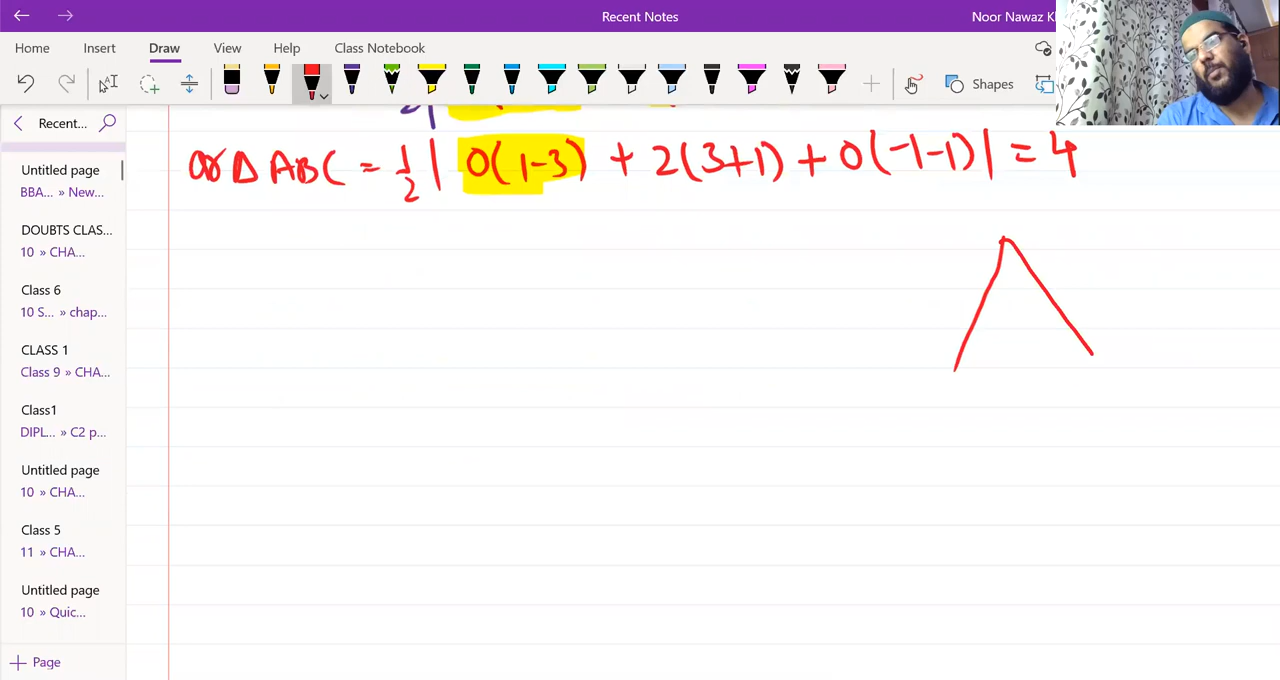 Recent Notes
Noor Nawaz Kh
Home Insert Draw View Help Class Notebook
Shapes
Recent...
Untitled page
BBA... » New...
DOUBTS CLAS...
10 » CHA...
Class 6
10 S... » chap...
CLASS 1
Class 9 » CHA...
Class1
DIPL... » C2 p...
Untitled page
10 » CHA...
Class 5
11 » CHA...
Untitled page
10 » Quic...
Page
ar Δ ABC = 1/2 | 0(1-3) + 2(3+1) + 0(-1-1)| = 4